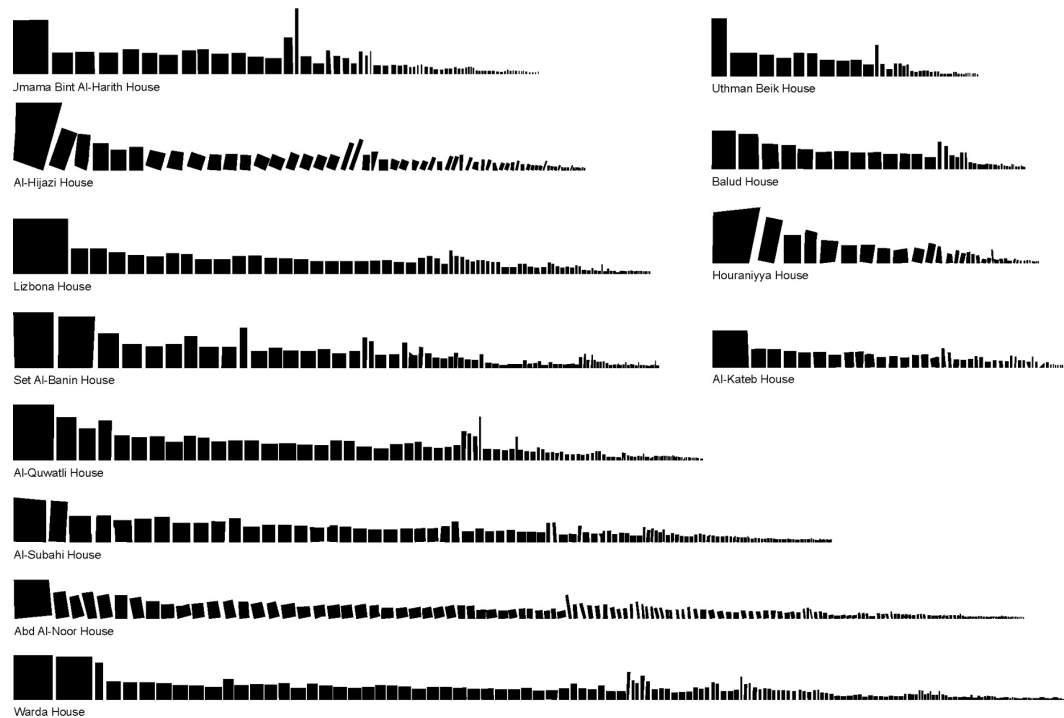 Jmama Bint Al-Harith House
Uthman Beik House
Al-Hijazi House
Balud House
Lizbona House
Houraniyya House
Set Al-Banin House
Al-Kateb House
Al-Quwatli House
Al-Subahi House
Abd Al-Noor House
Warda House